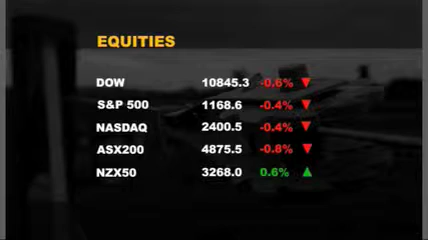 EQUITIES
DOW 10845.3 -0.6% ▼
S&P 500 1168.6 -0.4% ▼
NASDAQ 2400.5 -0.4% ▼
ASX200 4875.5 -0.8% ▼
NZX50 3268.0 0.6% ▲